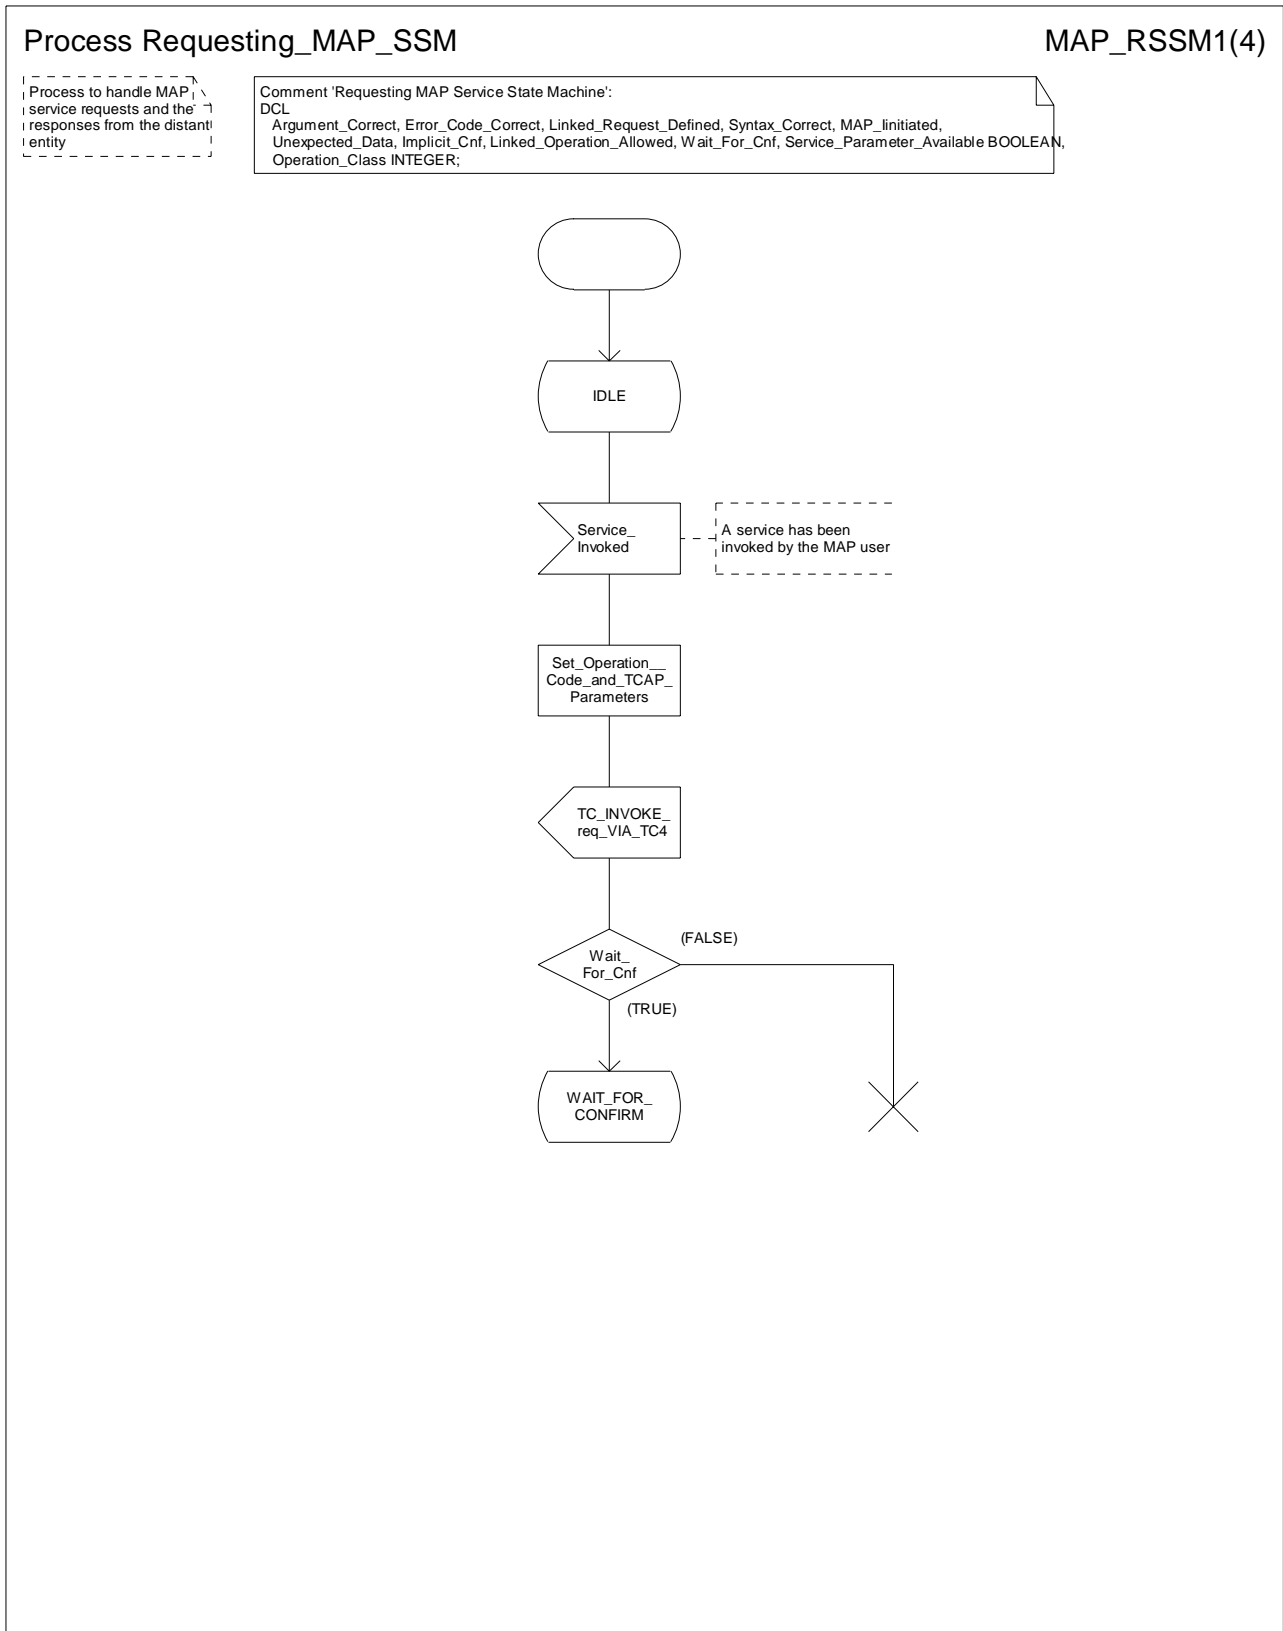 Process Requesting_MAP_SSM
MAP_RSSM1(4)
Process to handle MAP
service requests and the
responses from the distant
entity
Comment 'Requesting MAP Service State Machine':
DCL
Argument_Correct, Error_Code_Correct, Linked_Request_Defined, Syntax_Correct, MAP_Iinitiated,
Unexpected_Data, Implicit_Cnf, Linked_Operation_Allowed, Wait_For_Cnf, Service_Parameter_Available BOOLEAN,
Operation_Class INTEGER;
IDLE
Service_
Invoked
A service has been
invoked by the MAP user
Set_Operation__
Code_and_TCAP_
Parameters
TC_INVOKE_
req_VIA_TC4
Wait_
For_Cnf
(FALSE)
(TRUE)
WAIT_FOR_
CONFIRM